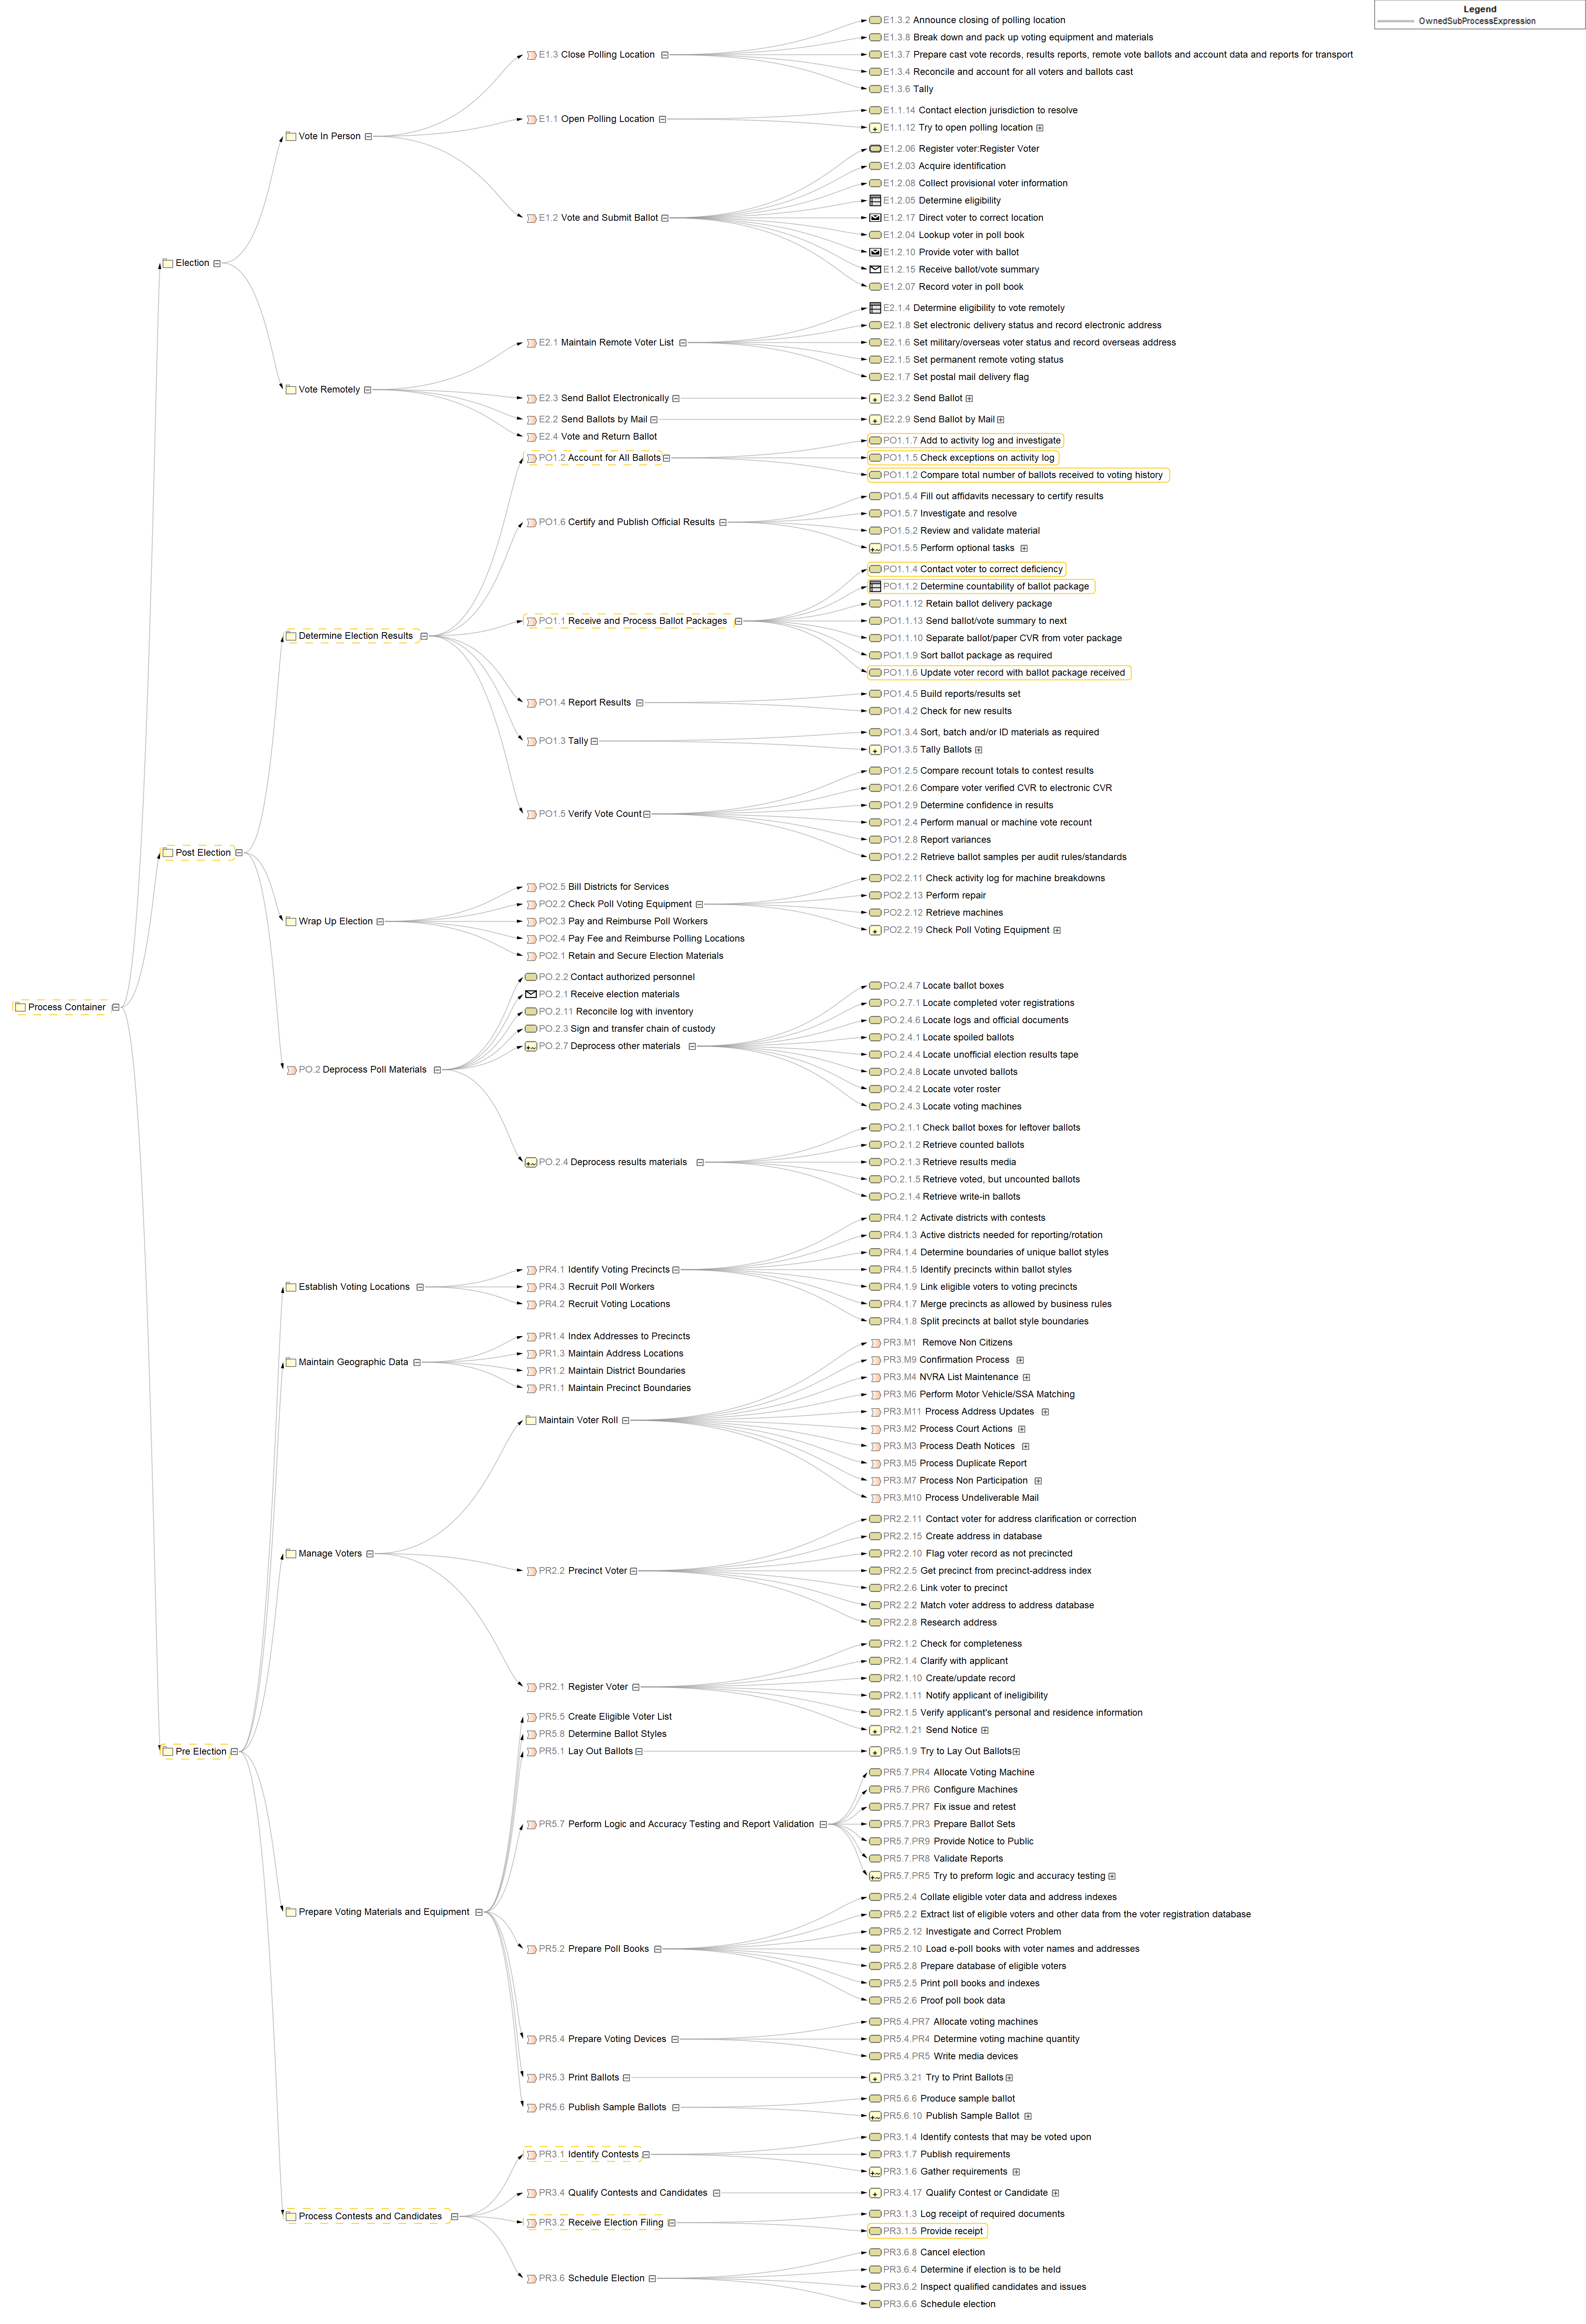 Legend
OwnedSubProcessExpression
Process Container
Election
Vote In Person
E1.3 Close Polling Location
E1.3.2 Announce closing of polling location
E1.3.8 Break down and pack up voting equipment and materials
E1.3.7 Prepare cast vote records, results reports, remote vote ballots and account data and reports for transport
E1.3.4 Reconcile and account for all voters and ballots cast
E1.3.6 Tally
E1.1 Open Polling Location
E1.1.14 Contact election jurisdiction to resolve
E1.1.12 Try to open polling location
E1.2 Vote and Submit Ballot
E1.2.06 Register voter:Register Voter
E1.2.03 Acquire identification
E1.2.08 Collect provisional voter information
E1.2.05 Determine eligibility
E1.2.17 Direct voter to correct location
E1.2.04 Lookup voter in poll book
E1.2.10 Provide voter with ballot
E1.2.15 Receive ballot/vote summary
E1.2.07 Record voter in poll book
Vote Remotely
E2.1 Maintain Remote Voter List
E2.1.4 Determine eligibility to vote remotely
E2.1.8 Set electronic delivery status and record electronic address
E2.1.6 Set military/overseas voter status and record overseas address
E2.1.5 Set permanent remote voting status
E2.1.7 Set postal mail delivery flag
E2.3 Send Ballot Electronically
E2.3.2 Send Ballot
E2.2 Send Ballots by Mail
E2.2.9 Send Ballot by Mail
E2.4 Vote and Return Ballot
Post Election
Determine Election Results
PO1.2 Account for All Ballots
PO1.1.7 Add to activity log and investigate
PO1.1.5 Check exceptions on activity log
PO1.1.2 Compare total number of ballots received to voting history
PO1.6 Certify and Publish Official Results
PO1.5.4 Fill out affidavits necessary to certify results
PO1.5.7 Investigate and resolve
PO1.5.2 Review and validate material
PO1.5.5 Perform optional tasks
PO1.1 Receive and Process Ballot Packages
PO1.1.4 Contact voter to correct deficiency
PO1.1.2 Determine countability of ballot package
PO1.1.12 Retain ballot delivery package
PO1.1.13 Send ballot/vote summary to next
PO1.1.10 Separate ballot/paper CVR from voter package
PO1.1.9 Sort ballot package as required
PO1.1.6 Update voter record with ballot package received
PO1.4 Report Results
PO1.4.5 Build reports/results set
PO1.4.2 Check for new results
PO1.3 Tally
PO1.3.4 Sort, batch and/or ID materials as required
PO1.3.5 Tally Ballots
PO1.5 Verify Vote Count
PO1.2.5 Compare recount totals to contest results
PO1.2.6 Compare voter verified CVR to electronic CVR
PO1.2.9 Determine confidence in results
PO1.2.4 Perform manual or machine vote recount
PO1.2.8 Report variances
PO1.2.2 Retrieve ballot samples per audit rules/standards
Wrap Up Election
PO2.5 Bill Districts for Services
PO2.2 Check Poll Voting Equipment
PO2.2.11 Check activity log for machine breakdowns
PO2.2.13 Perform repair
PO2.2.12 Retrieve machines
PO2.2.19 Check Poll Voting Equipment
PO2.3 Pay and Reimburse Poll Workers
PO2.4 Pay Fee and Reimburse Polling Locations
PO2.1 Retain and Secure Election Materials
PO.2 Deprocess Poll Materials
PO.2.2 Contact authorized personnel
PO.2.1 Receive election materials
PO.2.11 Reconcile log with inventory
PO.2.3 Sign and transfer chain of custody
PO.2.7 Deprocess other materials
PO.2.4.7 Locate ballot boxes
PO.2.7.1 Locate completed voter registrations
PO.2.4.6 Locate logs and official documents
PO.2.4.1 Locate spoiled ballots
PO.2.4.4 Locate unofficial election results tape
PO.2.4.8 Locate unvoted ballots
PO.2.4.2 Locate voter roster
PO.2.4.3 Locate voting machines
PO.2.4 Deprocess results materials
PO.2.1.1 Check ballot boxes for leftover ballots
PO.2.1.2 Retrieve counted ballots
PO.2.1.3 Retrieve results media
PO.2.1.5 Retrieve voted, but uncounted ballots
PO.2.1.4 Retrieve write-in ballots
Pre Election
Establish Voting Locations
PR4.1 Identify Voting Precincts
PR4.1.2 Activate districts with contests
PR4.1.3 Active districts needed for reporting/rotation
PR4.1.4 Determine boundaries of unique ballot styles
PR4.1.5 Identify precincts within ballot styles
PR4.1.9 Link eligible voters to voting precincts
PR4.1.7 Merge precincts as allowed by business rules
PR4.1.8 Split precincts at ballot style boundaries
PR4.3 Recruit Poll Workers
PR4.2 Recruit Voting Locations
Maintain Geographic Data
PR1.4 Index Addresses to Precincts
PR1.3 Maintain Address Locations
PR1.2 Maintain District Boundaries
PR1.1 Maintain Precinct Boundaries
Manage Voters
Maintain Voter Roll
PR3.M1 Remove Non Citizens
PR3.M9 Confirmation Process
PR3.M4 NVRA List Maintenance
PR3.M6 Perform Motor Vehicle/SSA Matching
PR3.M11 Process Address Updates
PR3.M2 Process Court Actions
PR3.M3 Process Death Notices
PR3.M5 Process Duplicate Report
PR3.M7 Process Non Participation
PR3.M10 Process Undeliverable Mail
PR2.2 Precinct Voter
PR2.2.11 Contact voter for address clarification or correction
PR2.2.15 Create address in database
PR2.2.10 Flag voter record as not precincted
PR2.2.5 Get precinct from precinct-address index
PR2.2.6 Link voter to precinct
PR2.2.2 Match voter address to address database
PR2.2.8 Research address
PR2.1 Register Voter
PR2.1.2 Check for completeness
PR2.1.4 Clarify with applicant
PR2.1.10 Create/update record
PR2.1.11 Notify applicant of ineligibility
PR2.1.5 Verify applicant's personal and residence information
PR2.1.21 Send Notice
Prepare Voting Materials and Equipment
PR5.5 Create Eligible Voter List
PR5.8 Determine Ballot Styles
PR5.1 Lay Out Ballots
PR5.1.9 Try to Lay Out Ballots
PR5.7 Perform Logic and Accuracy Testing and Report Validation
PR5.7.PR4 Allocate Voting Machine
PR5.7.PR6 Configure Machines
PR5.7.PR7 Fix issue and retest
PR5.7.PR3 Prepare Ballot Sets
PR5.7.PR9 Provide Notice to Public
PR5.7.PR8 Validate Reports
PR5.7.PR5 Try to preform logic and accuracy testing
PR5.2 Prepare Poll Books
PR5.2.4 Collate eligible voter data and address indexes
PR5.2.2 Extract list of eligible voters and other data from the voter registration database
PR5.2.12 Investigate and Correct Problem
PR5.2.10 Load e-poll books with voter names and addresses
PR5.2.8 Prepare database of eligible voters
PR5.2.5 Print poll books and indexes
PR5.2.6 Proof poll book data
PR5.4 Prepare Voting Devices
PR5.4.PR7 Allocate voting machines
PR5.4.PR4 Determine voting machine quantity
PR5.4.PR5 Write media devices
PR5.3 Print Ballots
PR5.3.21 Try to Print Ballots
PR5.6 Publish Sample Ballots
PR5.6.6 Produce sample ballot
PR5.6.10 Publish Sample Ballot
Process Contests and Candidates
PR3.1 Identify Contests
PR3.1.4 Identify contests that may be voted upon
PR3.1.7 Publish requirements
PR3.1.6 Gather requirements
PR3.4 Qualify Contests and Candidates
PR3.4.17 Qualify Contest or Candidate
PR3.2 Receive Election Filing
PR3.1.3 Log receipt of required documents
PR3.1.5 Provide receipt
PR3.6 Schedule Election
PR3.6.8 Cancel election
PR3.6.4 Determine if election is to be held
PR3.6.2 Inspect qualified candidates and issues
PR3.6.6 Schedule election